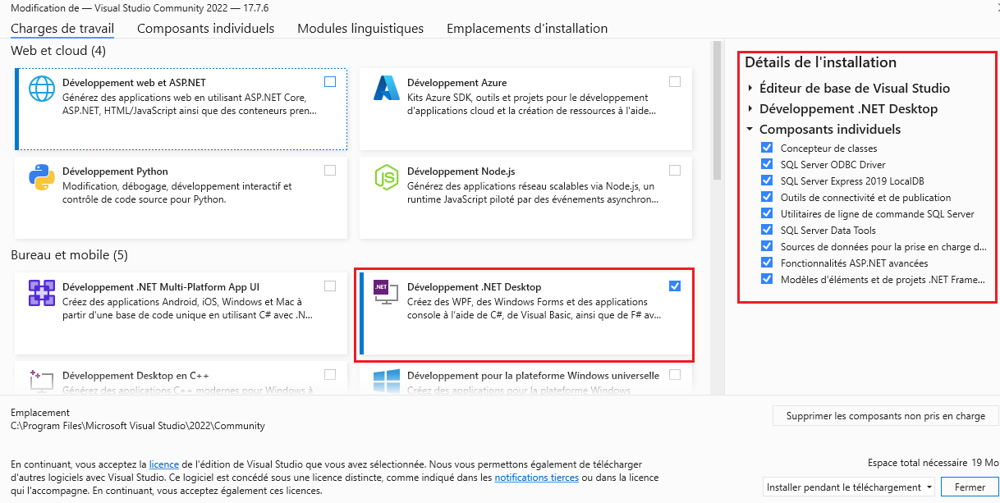 Modification de — Visual Studio Community 2022 — 17.7.6
Charges de travail
Composants individuels
Modules linguistiques
Emplacements d'installation
Web et cloud (4)
Développement web et ASP.NET
Générez des applications web en utilisant ASP.NET Core,
ASP.NET, HTML/JavaScript ainsi que des conteneurs pren...
Développement Azure
Kits Azure SDK, outils et projets pour le développement
d'applications cloud et la création de ressources à l'aide...
Développement Python
Modification, débogage, développement interactif et
contrôle de code source pour Python.
JS
Développement Node.js
Générez des applications réseau scalables via Node.js, un
runtime JavaScript piloté par des événements asynchron...
Bureau et mobile (5)
Développement .NET Multi-Platform App UI
Créez des applications Android, iOS, Windows et Mac à
partir d'une base de code unique en utilisant C# avec .N...
.NET
Développement .NET Desktop
Créez des WPF, des Windows Forms et des applications
console à l'aide de C#, de Visual Basic, ainsi que de F# av...
Développement Desktop en C++
Générez des applications C++ modernes pour Windows à
Développement pour la plateforme Windows universelle
Créez des applications pour la plateforme Windows
Détails de l'installation
Éditeur de base de Visual Studio
Développement .NET Desktop
Composants individuels
Concepteur de classes
SQL Server ODBC Driver
SQL Server Express 2019 LocalDB
Outils de connectivité et de publication
Utilitaires de ligne de commande SQL Server
SQL Server Data Tools
Sources de données pour la prise en charge d...
Fonctionnalités ASP.NET avancées
Modèles d'éléments et de projets .NET Frame...
Emplacement
C:\Program Files\Microsoft Visual Studio\2022\Community
Supprimer les composants non pris en charge
En continuant, vous acceptez la licence de l'édition de Visual Studio que vous avez sélectionnée. Nous vous permettons également de télécharger
d'autres logiciels avec Visual Studio. Ce logiciel est concédé sous une licence distincte, comme indiqué dans les notifications tierces ou dans la licence
qui l'accompagne. En continuant, vous acceptez également ces licences.
Espace total nécessaire 19 Mo
Installer pendant le téléchargement
Fermer